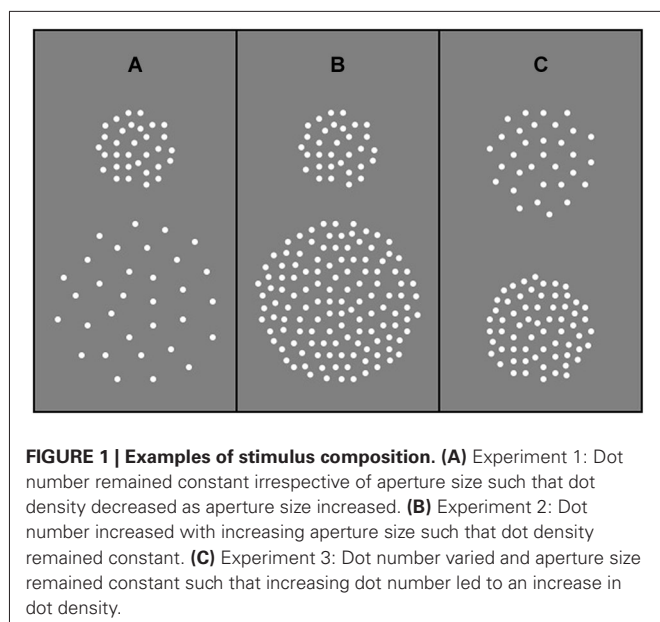 A
B
C
FIGURE 1 | Examples of stimulus composition. (A) Experiment 1: Dot
number remained constant irrespective of aperture size such that dot
density decreased as aperture size increased. (B) Experiment 2: Dot
number increased with increasing aperture size such that dot density
remained constant. (C) Experiment 3: Dot number varied and aperture size
remained constant such that increasing dot number led to an increase in
dot density.